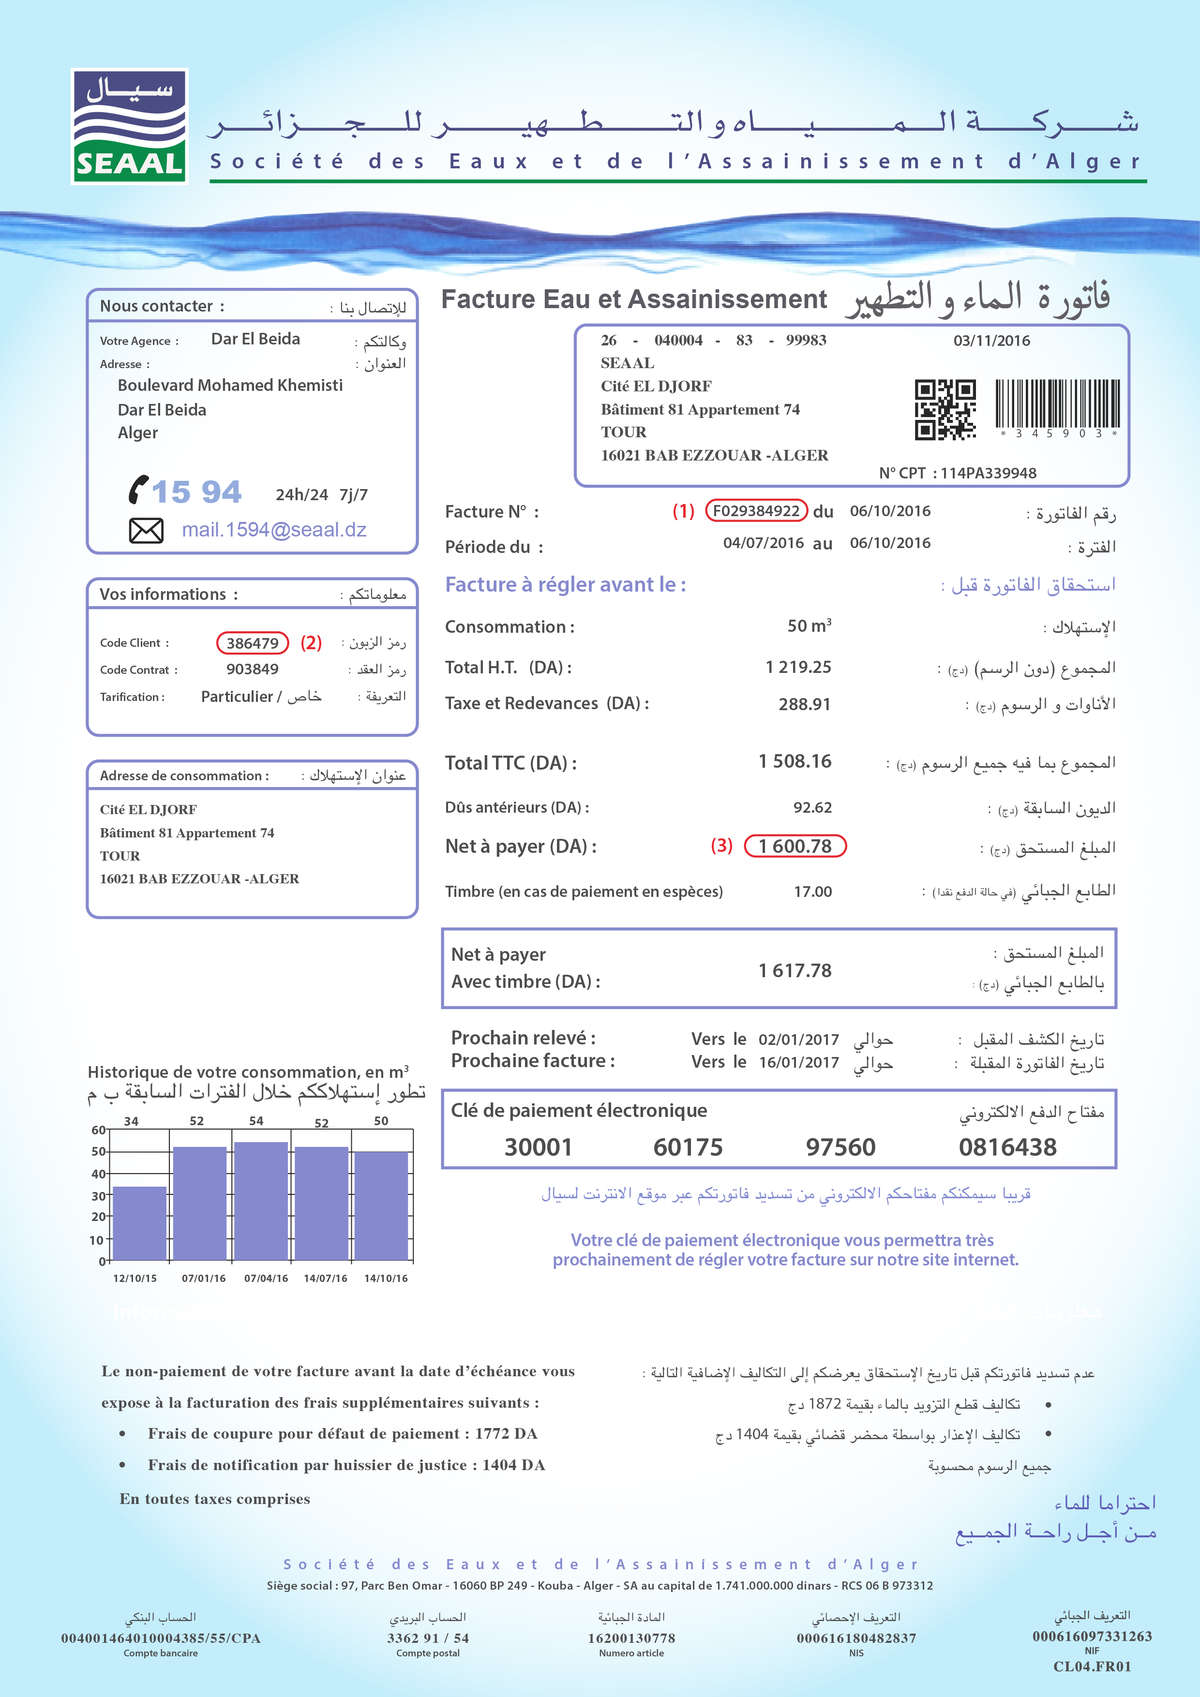 سيال
SEAAL
شركة المياه والتطهير للجزائر
Société des Eaux et de l'Assainissement d'Alger
Nous contacter : للإتصال بنا :
Votre Agence : Dar El Beida وكالتكم :
Adresse : العنوان :
Boulevard Mohamed Khemisti
Dar El Beida
Alger
15 94 24h/24 7j/7
mail.1594@seaal.dz
Vos informations : معلوماتكم :
Code Client : 386479 (2) رمز الزبون :
Code Contrat : 903849 رمز العقد :
Tarification : Particulier / خاص التعريفة :
Adresse de consommation : عنوان الإستهلاك :
Cité EL DJORF
Bâtiment 81 Appartement 74
TOUR
16021 BAB EZZOUAR -ALGER
Facture Eau et Assainissement فاتورة الماء و التطهير
26 - 040004 - 83 - 99983 03/11/2016
SEAAL
Cité EL DJORF
Bâtiment 81 Appartement 74
TOUR
16021 BAB EZZOUAR -ALGER
*345903*
N° CPT : 114PA339948
Facture N° : (1) F029384922 du 06/10/2016 رقم الفاتورة :
Période du : 04/07/2016 au 06/10/2016 الفترة :
Facture à régler avant le : استحقاق الفاتورة قبل :
Consommation : 50 m³ الإستهلاك :
Total H.T. (DA) : 1 219.25 المجموع (دون الرسم) (دج) :
Taxe et Redevances (DA) : 288.91 الأتاوات و الرسوم (دج) :
Total TTC (DA) : 1 508.16 المجموع بما فيه جميع الرسوم (دج) :
Dûs antérieurs (DA) : 92.62 الديون السابقة (دج) :
Net à payer (DA) : (3) 1 600.78 المبلغ المستحق (دج) :
Timbre (en cas de paiement en espèces) 17.00 الطابع الجبائي (في حالة الدفع نقدا) :
Net à payer المبلغ المستحق :
Avec timbre (DA) : 1 617.78 بالطابع الجبائي (دج) :
Prochain relevé : Vers le 02/01/2017 حوالي تاريخ الكشف المقبل :
Prochaine facture : Vers le 16/01/2017 حوالي تاريخ الفاتورة المقبلة :
Clé de paiement électronique مفتاح الدفع الالكتروني
30001 60175 97560 0816438
قريبا سيمكنكم مفتاحكم الالكتروني من تسديد فاتورتكم عبر موقع الانترنت لسيال
Votre clé de paiement électronique vous permettra très
prochainement de régler votre facture sur notre site internet.
Historique de votre consommation, en m³
تطور إستهلاككم خلال الفترات السابقة ب م
34 52 54 52 50
60
50
40
30
20
10
0
12/10/15 07/01/16 07/04/16 14/07/16 14/10/16
Le non-paiement de votre facture avant la date d'échéance vous
expose à la facturation des frais supplémentaires suivants :
• Frais de coupure pour défaut de paiement : 1772 DA
• Frais de notification par huissier de justice : 1404 DA
En toutes taxes comprises
عدم تسديد فاتورتكم قبل تاريخ الإستحقاق يعرضكم إلى التكاليف الإضافية التالية :
• تكاليف قطع التزويد بالماء بقيمة 1872 دج
• تكاليف الإعذار بواسطة محضر قضائي بقيمة 1404 دج
جميع الرسوم محسوبة
احتراما للماء
من أجل راحة الجميع
Société des Eaux et de l'Assainissement d'Alger
Siège social : 97, Parc Ben Omar - 16060 BP 249 - Kouba - Alger - SA au capital de 1.741.000.000 dinars - RCS 06 B 973312
الحساب البنكي الحساب البريدي المادة الجبائية التعريف الإحصائي التعريف الجبائي
004001464010004385/55/CPA 3362 91 / 54 16200130778 000616180482837 000616097331263
Compte bancaire Compte postal Numero article NIS NIF
CL04.FR01